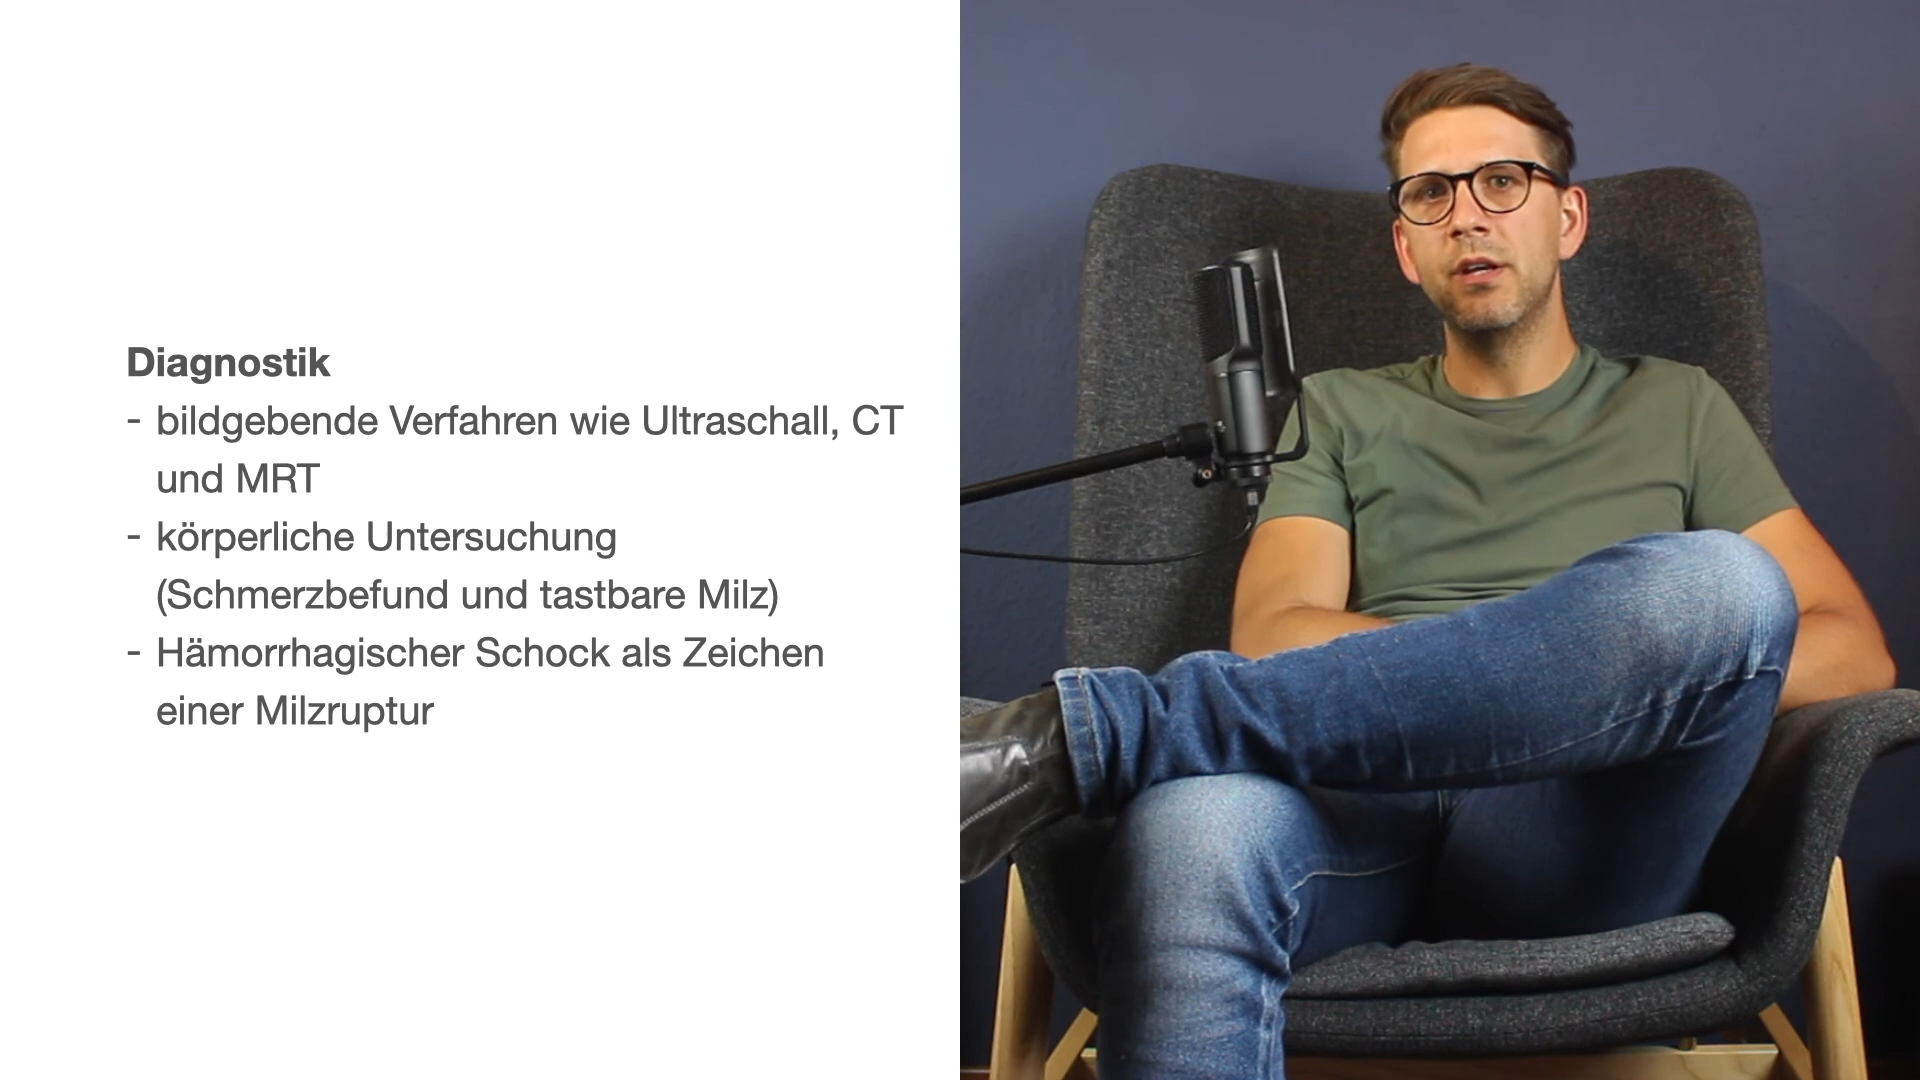 Diagnostik
- bildgebende Verfahren wie Ultraschall, CT
und MRT
- körperliche Untersuchung
(Schmerzbefund und tastbare Milz)
- Hämorrhagischer Schock als Zeichen
einer Milzruptur